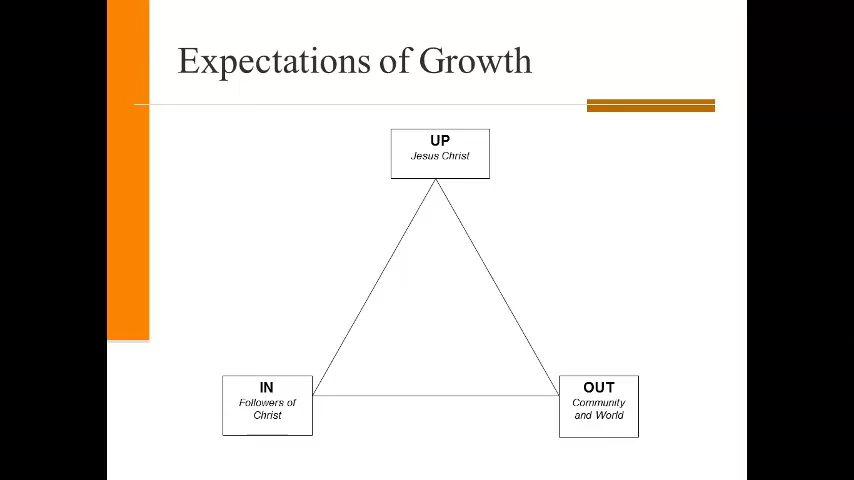 Expectations of Growth
UP
Jesus Christ
IN
Followers of
Christ
OUT
Community
and World